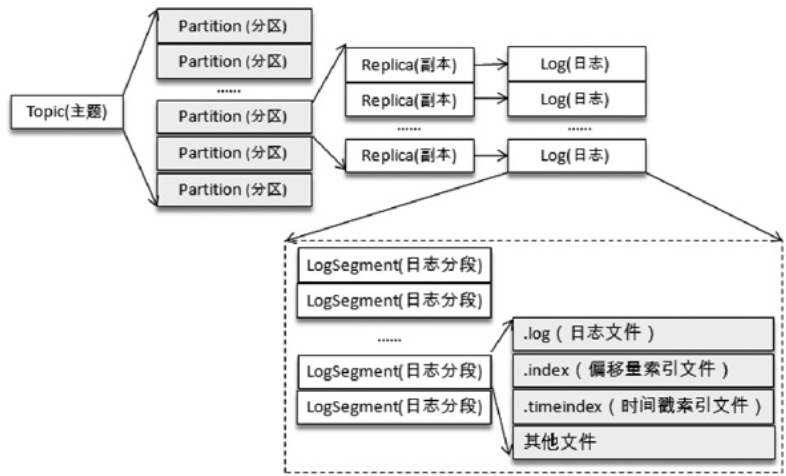 Topic(主题)
Partition (分区)
Partition (分区)
......
Partition (分区)
Partition (分区)
Partition (分区)
Replica(副本)
Replica(副本)
......
Replica(副本)
Log(日志)
Log(日志)
......
Log(日志)
LogSegment(日志分段)
LogSegment(日志分段)
......
LogSegment(日志分段)
LogSegment(日志分段)
.log（日志文件）
.index（偏移量索引文件）
.timeindex（时间戳索引文件）
其他文件